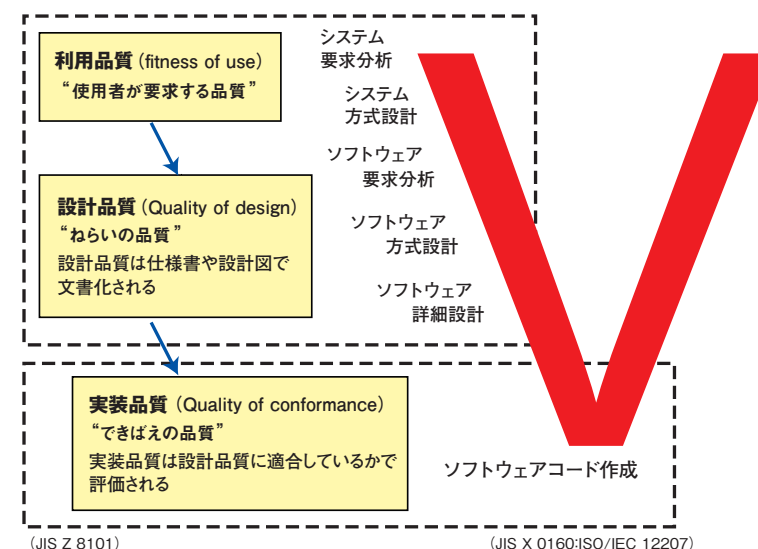 利用品質（fitness of use）
“使用者が要求する品質”
設計品質（Quality of design）
“ねらいの品質”
設計品質は仕様書や設計図で
文書化される
実装品質（Quality of conformance）
“できばえの品質”
実装品質は設計品質に適合しているかで
評価される
システム
要求分析
システム
方式設計
ソフトウェア
要求分析
ソフトウェア
方式設計
ソフトウェア
詳細設計
ソフトウェアコード作成
（JIS Z 8101）
（JIS X 0160:ISO/IEC 12207）